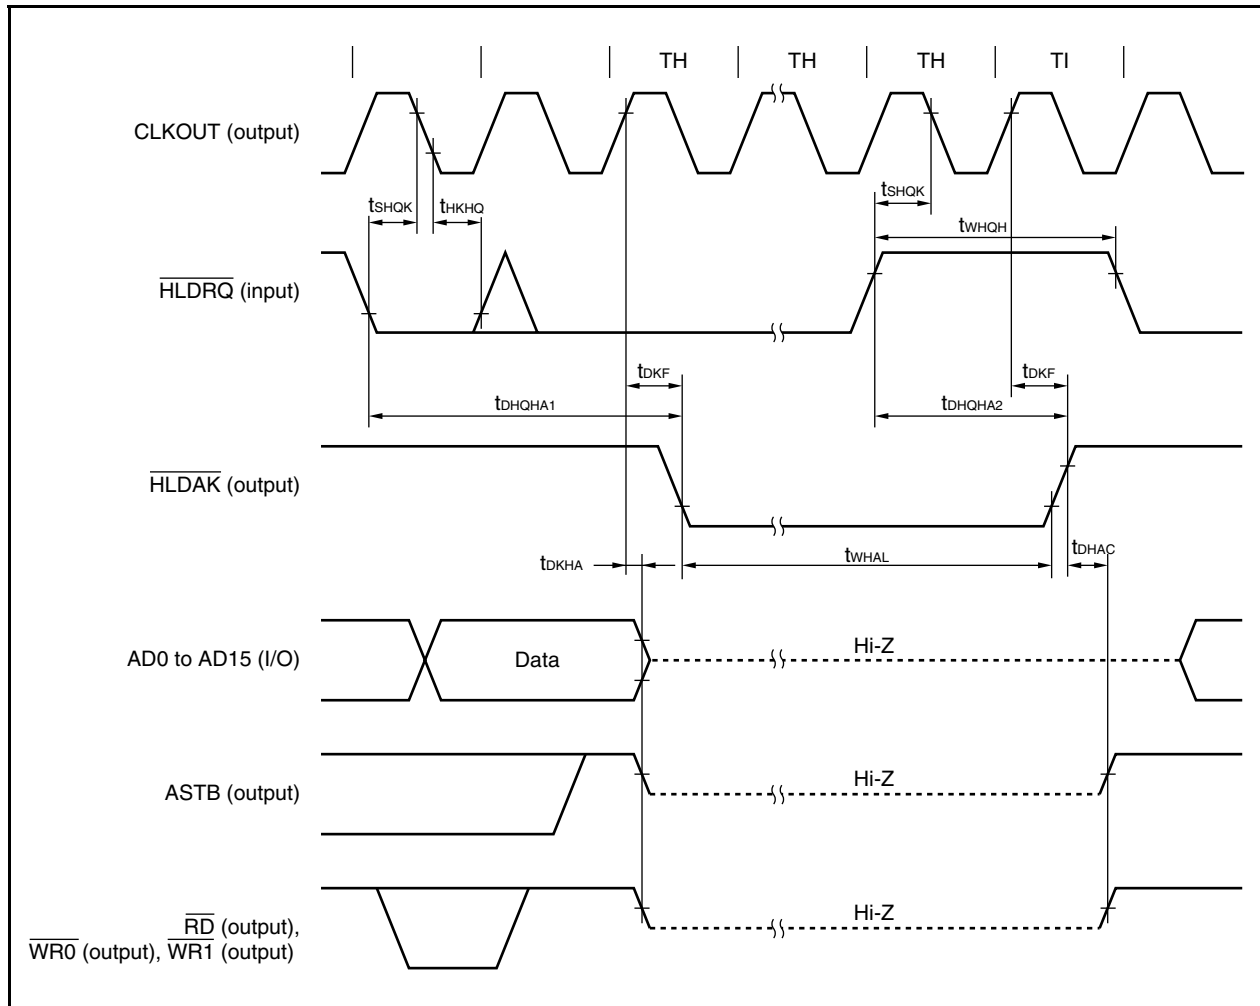 TH TH TH TI
CLKOUT (output)
tSHQK tHKHQ tSHQK
tWHQH
HLDRQ (input)
tDKF tDKF
tDHQHA1 tDHQHA2
HLDAK (output)
tDKHA tWHAL tDHAC
AD0 to AD15 (I/O) Data Hi-Z
ASTB (output) Hi-Z
RD (output), Hi-Z
WR0 (output), WR1 (output)